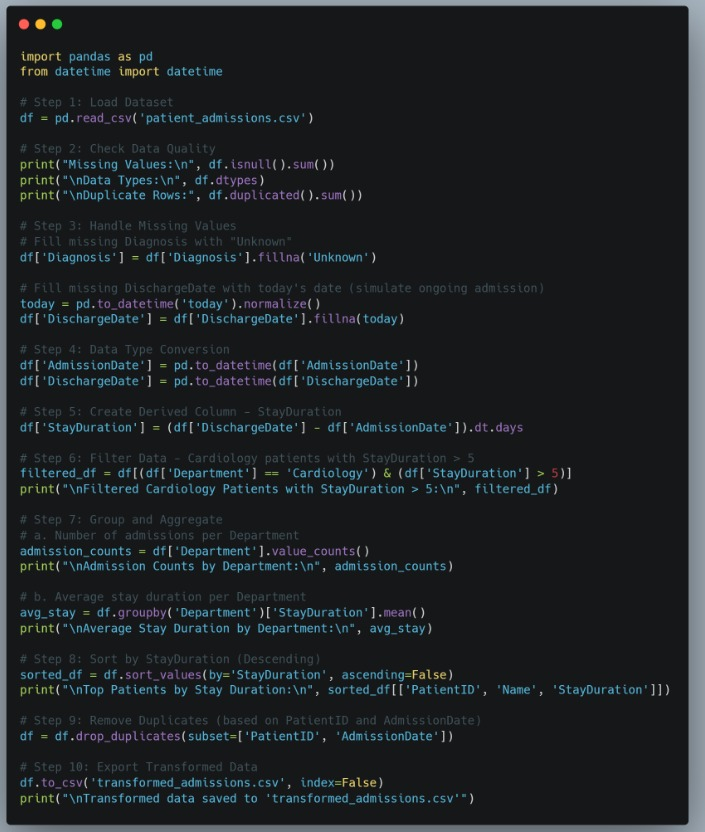 import pandas as pd
from datetime import datetime

# Step 1: Load Dataset
df = pd.read_csv('patient_admissions.csv')

# Step 2: Check Data Quality
print("Missing Values:\n", df.isnull().sum())
print("\nData Types:\n", df.dtypes)
print("\nDuplicate Rows:", df.duplicated().sum())

# Step 3: Handle Missing Values
# Fill missing Diagnosis with "Unknown"
df['Diagnosis'] = df['Diagnosis'].fillna('Unknown')

# Fill missing DischargeDate with today's date (simulate ongoing admission)
today = pd.to_datetime('today').normalize()
df['DischargeDate'] = df['DischargeDate'].fillna(today)

# Step 4: Data Type Conversion
df['AdmissionDate'] = pd.to_datetime(df['AdmissionDate'])
df['DischargeDate'] = pd.to_datetime(df['DischargeDate'])

# Step 5: Create Derived Column - StayDuration
df['StayDuration'] = (df['DischargeDate'] - df['AdmissionDate']).dt.days

# Step 6: Filter Data - Cardiology patients with StayDuration > 5
filtered_df = df[(df['Department'] == 'Cardiology') & (df['StayDuration'] > 5)]
print("\nFiltered Cardiology Patients with StayDuration > 5:\n", filtered_df)

# Step 7: Group and Aggregate
# a. Number of admissions per Department
admission_counts = df['Department'].value_counts()
print("\nAdmission Counts by Department:\n", admission_counts)

# b. Average stay duration per Department
avg_stay = df.groupby('Department')['StayDuration'].mean()
print("\nAverage Stay Duration by Department:\n", avg_stay)

# Step 8: Sort by StayDuration (Descending)
sorted_df = df.sort_values(by='StayDuration', ascending=False)
print("\nTop Patients by Stay Duration:\n", sorted_df[['PatientID', 'Name', 'StayDuration']])

# Step 9: Remove Duplicates (based on PatientID and AdmissionDate)
df = df.drop_duplicates(subset=['PatientID', 'AdmissionDate'])

# Step 10: Export Transformed Data
df.to_csv('transformed_admissions.csv', index=False)
print("\nTransformed data saved to 'transformed_admissions.csv'")